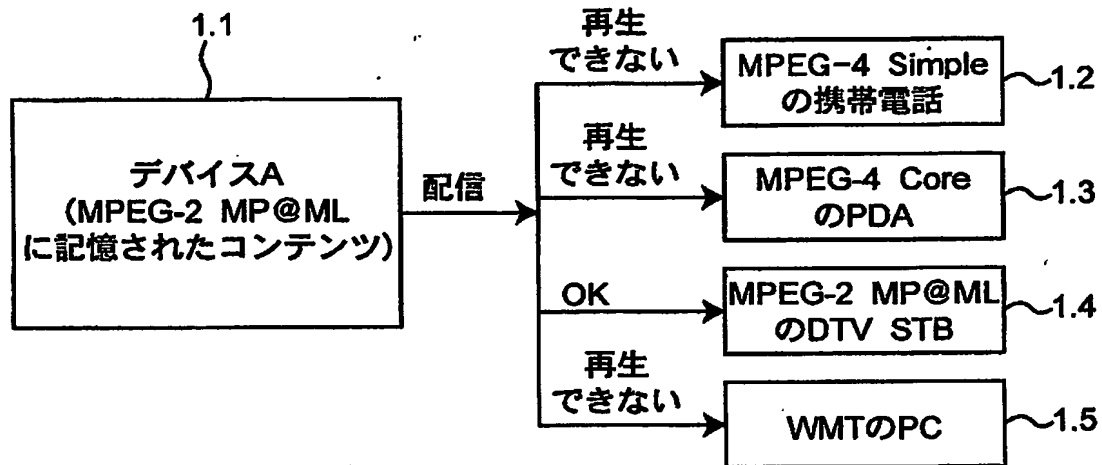 1.1
デバイスA
(MPEG-2 MP@ML
に記憶されたコンテンツ)
配信
再生
できない
MPEG-4 Simple
の携帯電話
1.2
再生
できない
MPEG-4 Core
のPDA
1.3
OK
MPEG-2 MP@ML
のDTV STB
1.4
再生
できない
WMTのPC
1.5